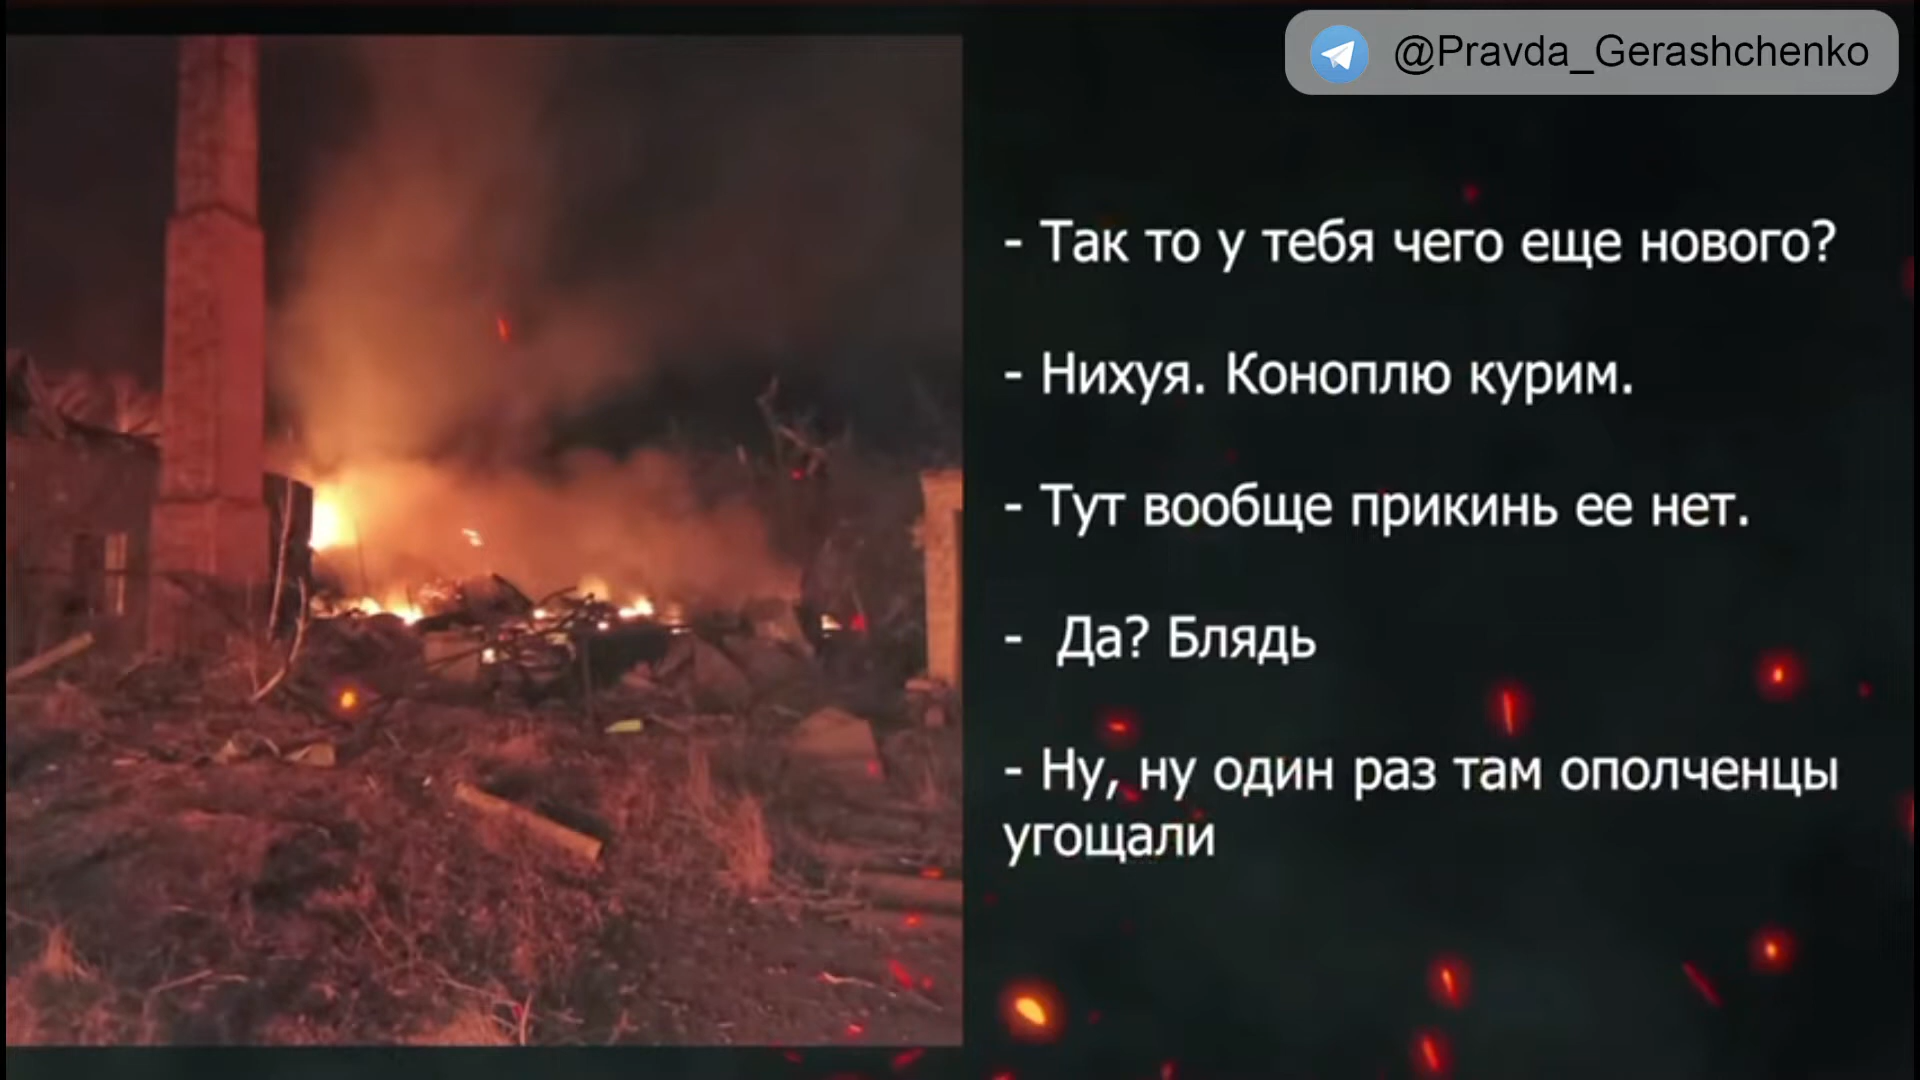 @Pravda_Gerashchenko
- Так то у тебя чего еще нового?
- Нихуя. Коноплю курим.
- Тут вообще прикинь ее нет.
- Да? Блядь
- Ну, ну один раз там ополченцы
угощали